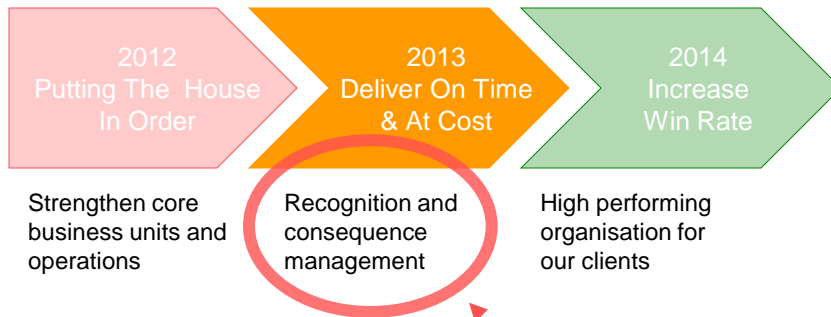 2012
Putting The House
In Order
2013
Deliver On Time
& At Cost
2014
Increase
Win Rate
Strengthen core
business units and
operations
Recognition and
consequence
management
High performing
organisation for
our clients